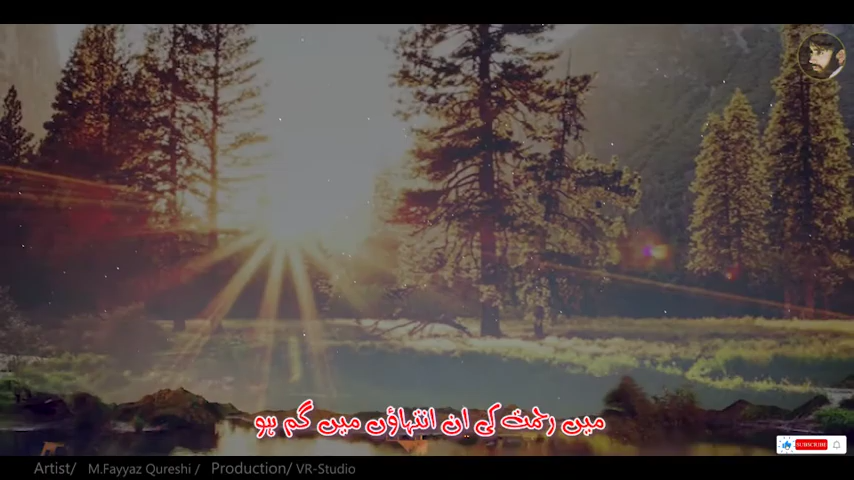 میں رحمت کی ان انتہاؤں میں گم ہو
SUBSCRIBE
Artist/ M.Fayyaz Qureshi / Production/ VR-Studio